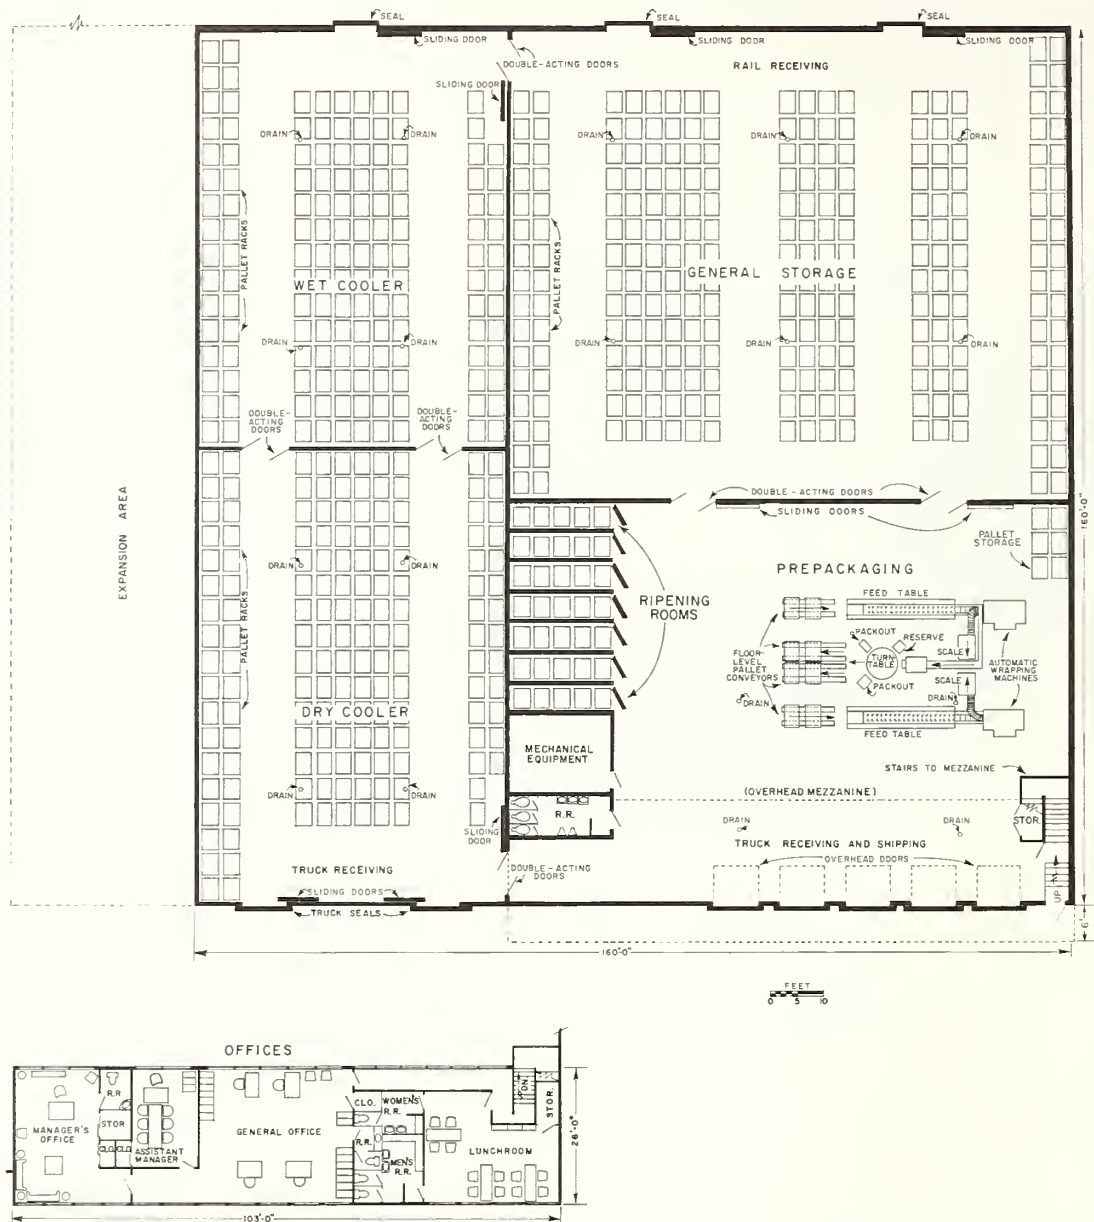 SEAL
SEAL
SEAL
SLIDING DOOR
SLIDING DOOR
SLIDING DOOR
DOUBLE-ACTING DOORS
RAIL RECEIVING
SLIDING DOOR
DRAIN
DRAIN
DRAIN
DRAIN
DRAIN
PALLET RACKS
PALLET RACKS
WET COOLER
GENERAL STORAGE
DRAIN
DRAIN
DRAIN
DRAIN
DRAIN
DOUBLE-
ACTING
DOORS
DOUBLE-
ACTING
DOORS
EXPANSION AREA
DOUBLE-ACTING DOORS
SLIDING DOORS
160'-0"
PALLET
STORAGE
DRAIN
DRAIN
PREPACKAGING
PALLET RACKS
RIPENING
ROOMS
FEED TABLE
PACKOUT
RESERVE
SCALE
FLOOR-
LEVEL
PALLET
CONVEYORS
TURN-
TABLE
AUTOMATIC
WRAPPING
MACHINES
SCALE
PACKOUT
DRAIN
DRAIN
FEED TABLE
DRY COOLER
MECHANICAL
EQUIPMENT
STAIRS TO MEZZANINE
DRAIN
DRAIN
(OVERHEAD MEZZANINE)
R.R.
STOR.
SLIDING
DOOR
DRAIN
DRAIN
TRUCK RECEIVING AND SHIPPING
OVERHEAD DOORS
TRUCK RECEIVING
DOUBLE-ACTING
DOORS
SLIDING DOORS
TRUCK SEALS
UP
6'
160'-0"
FEET
0 5 10
OFFICES
R.R
CLO.
WOMEN'S
R.R.
DN.
STOR.
MANAGER'S
OFFICE
STOR
GENERAL OFFICE
ASSISTANT
MANAGER
R.R.
MEN'S
R.R.
LUNCHROOM
26'-0"
103'-0"